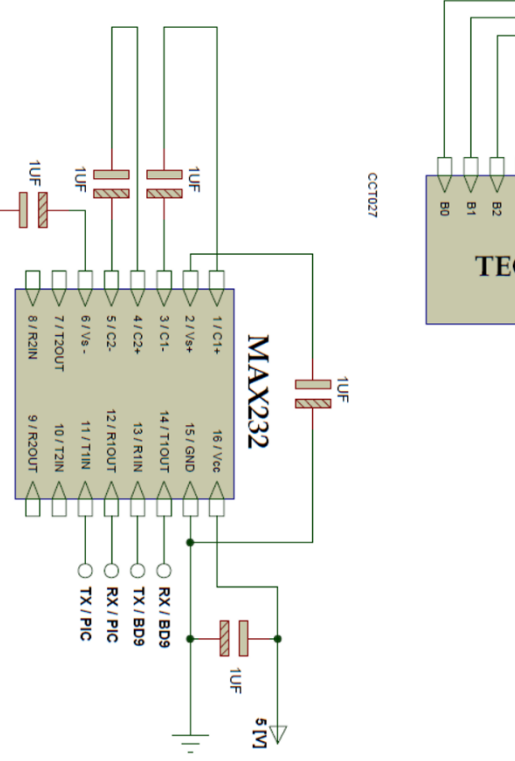 B0
B1
B2
TE
CCT027
1UF
1UF
1UF
8 / R2IN
7 / T2OUT
6 / Vs -
5 / C2-
4 / C2+
3 / C1-
2 / Vs+
1 / C1+
MAX232
1UF
9 / R2OUT
10 / T2IN
11 / T1IN
12 / R1OUT
13 / R1IN
14 / T1OUT
15 / GND
16 / Vcc
TX / PIC
RX / PIC
TX / BD9
RX / BD9
1UF
5 [V]